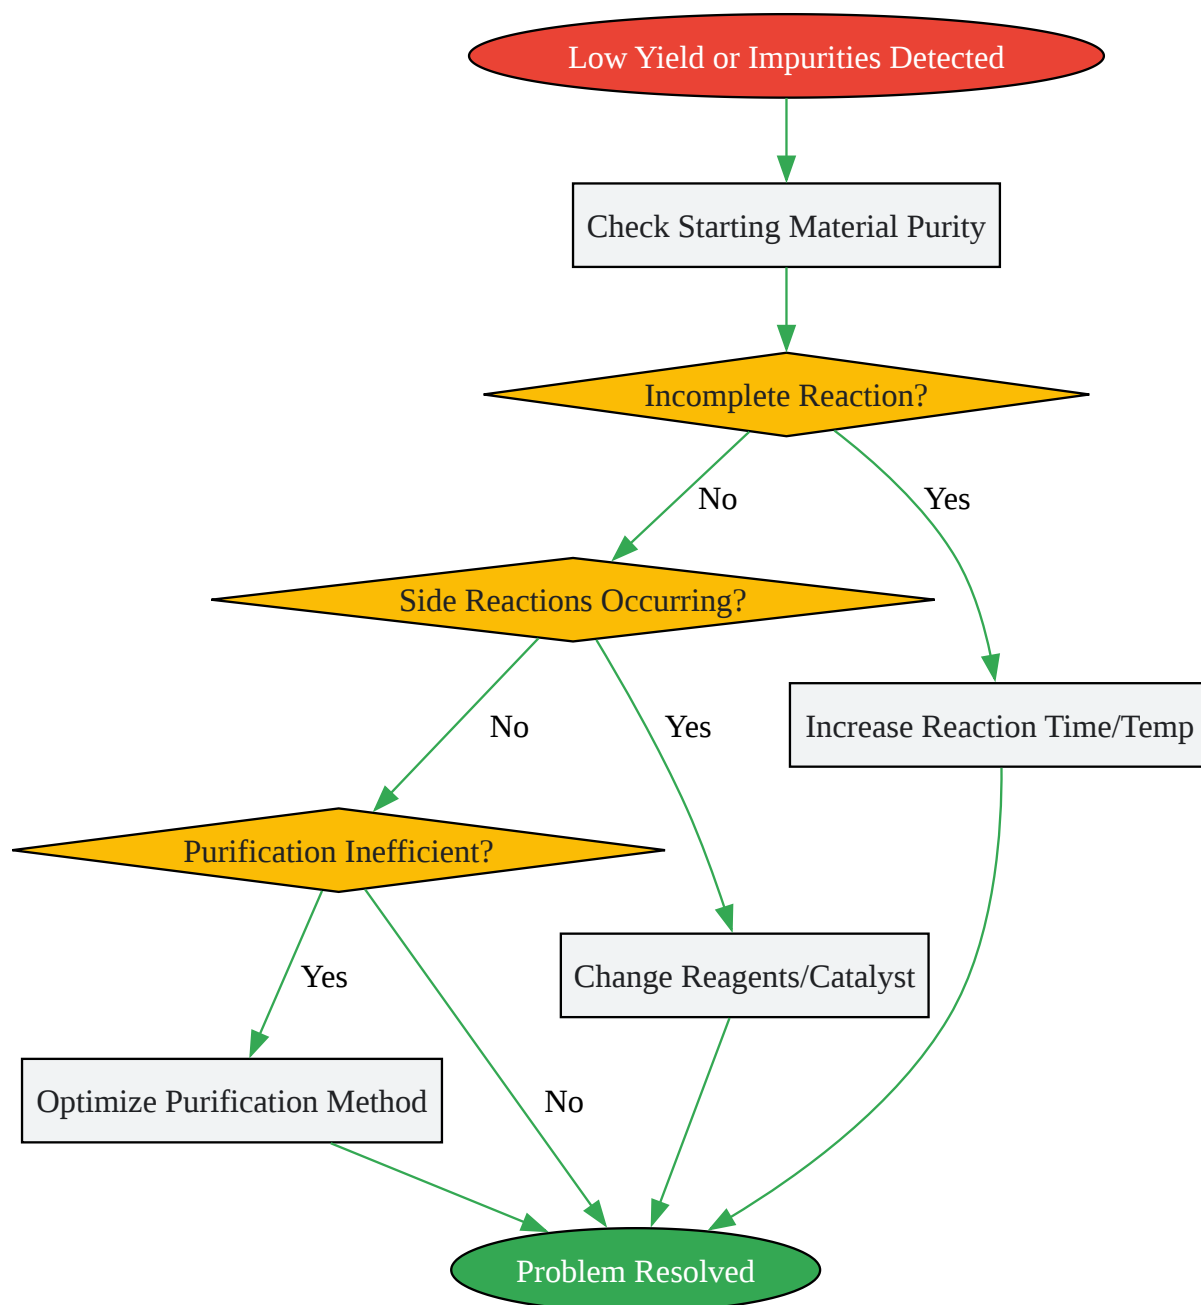 Low Yield or Impurities Detected
Check Starting Material Purity
Incomplete Reaction?
No
Yes
Side Reactions Occurring?
No
Yes
Increase Reaction Time/Temp
Purification Inefficient?
Yes
Change Reagents/Catalyst
Optimize Purification Method
No
Problem Resolved